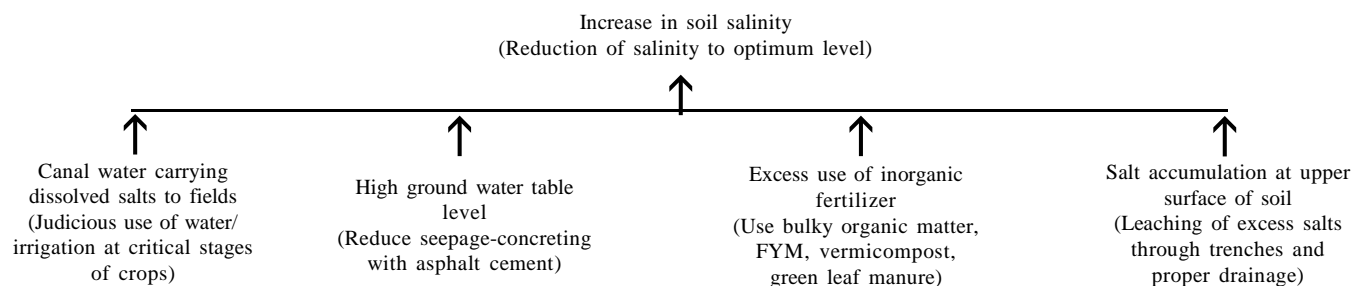 Increase in soil salinity
(Reduction of salinity to optimum level)
Canal water carrying
dissolved salts to fields
(Judicious use of water/
irrigation at critical stages
of crops)
High ground water table
level
(Reduce seepage-concreting
with asphalt cement)
Excess use of inorganic
fertilizer
(Use bulky organic matter,
FYM, vermicompost,
green leaf manure)
Salt accumulation at upper
surface of soil
(Leaching of excess salts
through trenches and
proper drainage)